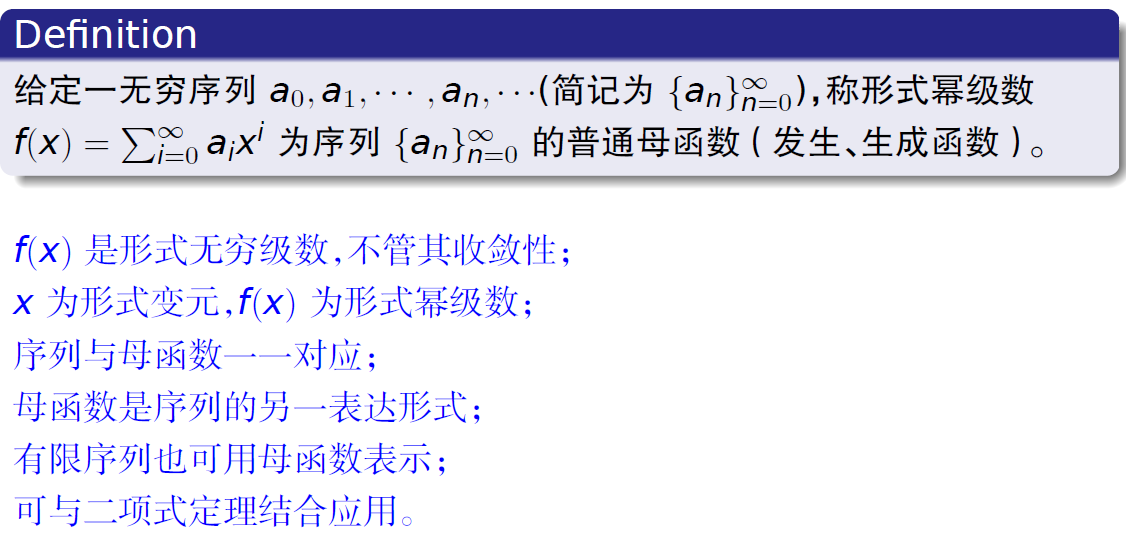 Definition
给定一无穷序列 $a_0, a_1, \cdots, a_n, \cdots$(简记为 $\{a_n\}_{n=0}^{\infty}$),称形式幂级数
$f(x) = \sum_{i=0}^{\infty} a_i x^i$ 为序列 $\{a_n\}_{n=0}^{\infty}$ 的普通母函数(发生、生成函数)。
$f(x)$ 是形式无穷级数,不管其收敛性;
$x$ 为形式变元,$f(x)$ 为形式幂级数;
序列与母函数一一对应;
母函数是序列的另一表达形式;
有限序列也可用母函数表示;
可与二项式定理结合应用。